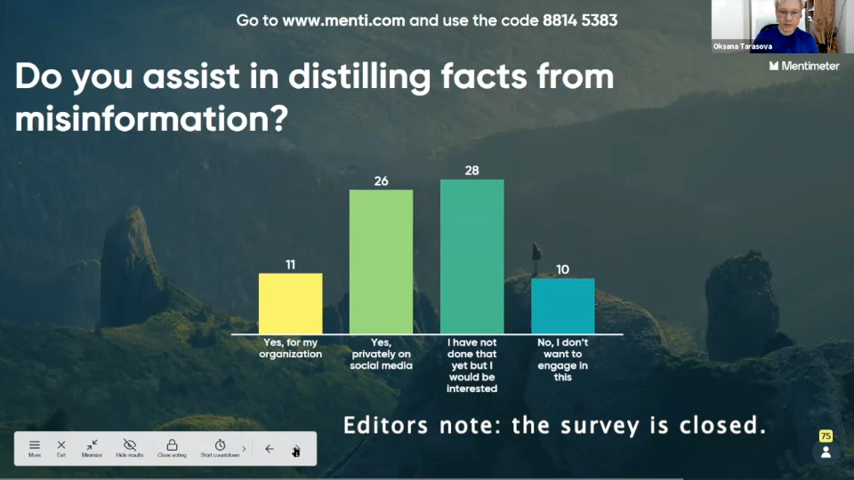 Go to www.menti.com and use the code 8814 5383
Oksana Tarasova
Mentimeter
Do you assist in distilling facts from
misinformation?
11
26
28
10
Yes, for my
organization
Yes,
privately on
social media
I have not
done that
yet but I
would be
interested
No, I don't
want to
engage in
this
Editors note: the survey is closed.
More
Exit
Minimize
Hide results
Close voting
Start countdown
75